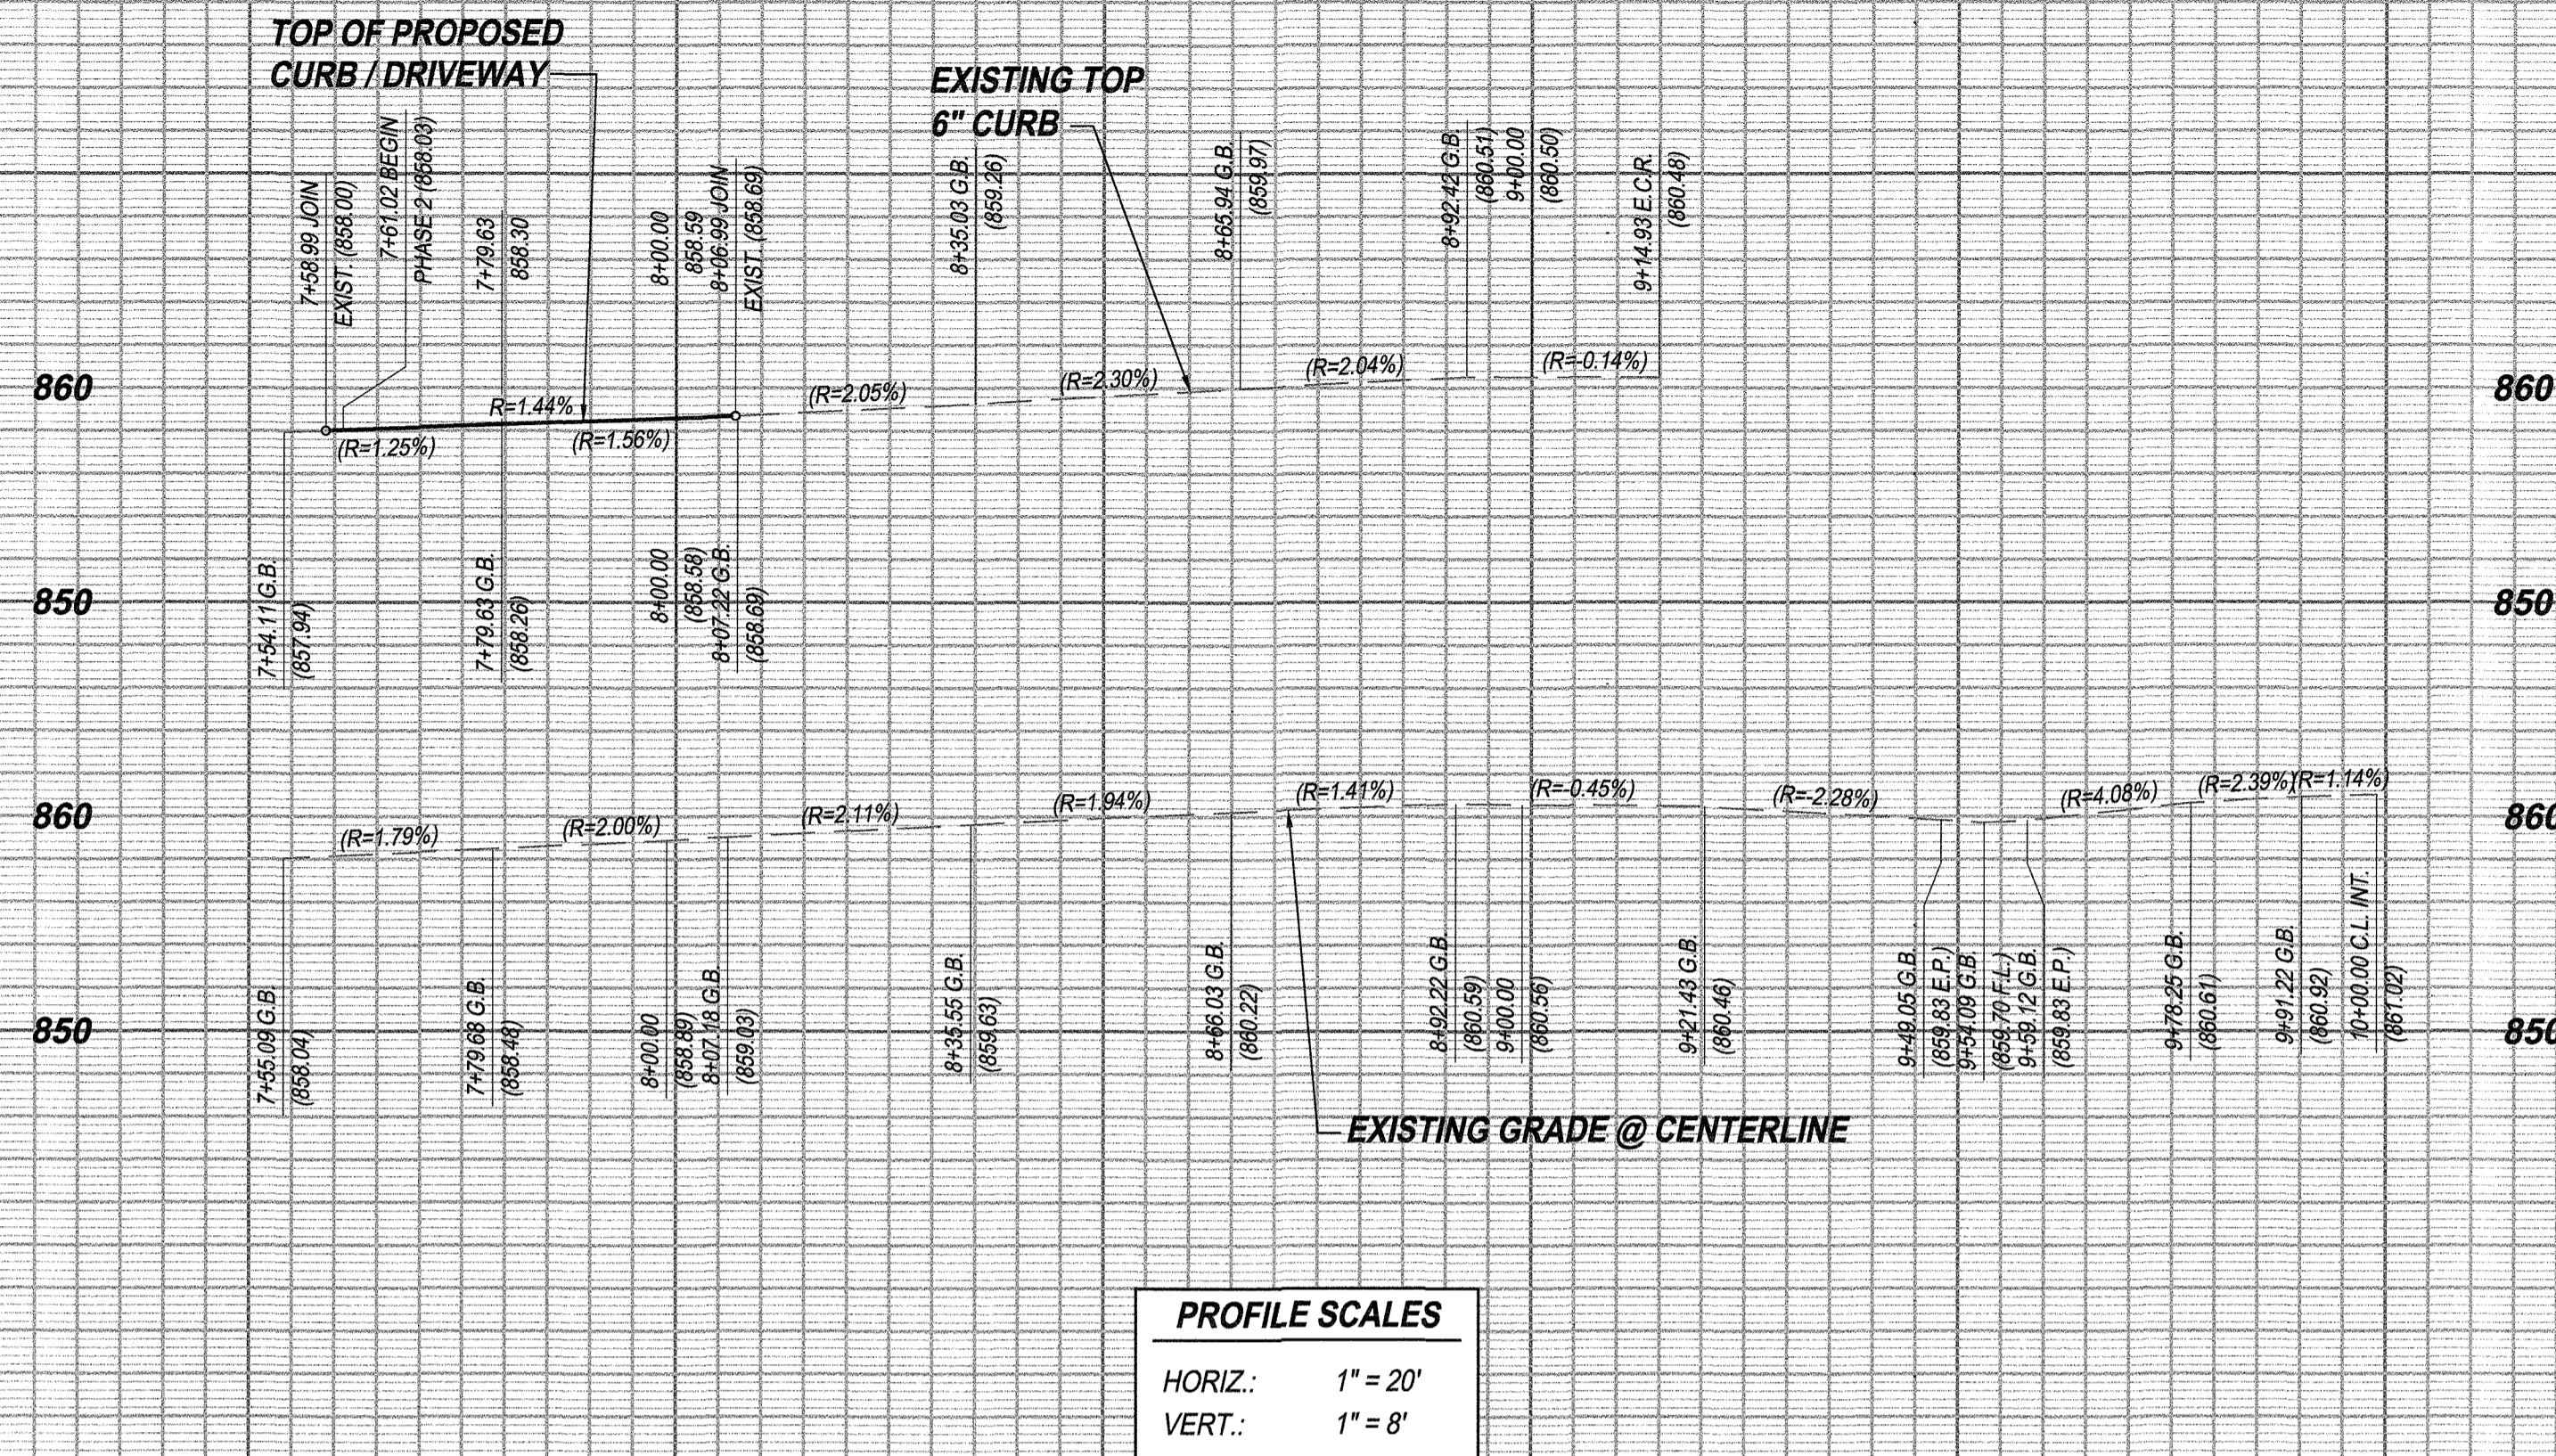 TOP OF PROPOSED
CURB / DRIVEWAY
EXISTING TOP
6" CURB
7+58.99 JOIN
EXIST. (858.00)
7+61.02 BEGIN
PHASE 2 (858.03)
7+79.63
858.30
8+00.00
858.59
8+06.99 JOIN
EXIST. (858.69)
8+35.03 G.B.
(859.26)
8+65.94 G.B.
(859.97)
8+92.42 G.B
(860.51)
9+00.00
(860.50)
9+14.93 E.C.R.
(860.48)
860
R=1.44%
(R=1.25%)
(R=1.56%)
(R=2.05%)
(R=2.30%)
(R=2.04%)
(R=-0.14%)
860
850
7+54.11 G.B.
(857.94)
7+79.63 G.B.
(858.26)
8+00.00
(858.58)
8+07.22 G.B.
(858.69)
850
860
(R=1.79%)
(R=2.00%)
(R=2.11%)
(R=1.94%)
(R=1.41%)
(R=-0.45%)
(R=-2.28%)
(R=4.08%)
(R=2.39%)
(R=1.14%)
860
850
7+55.09 G.B.
(858.04)
7+79.68 G.B.
(858.48)
8+00.00
(858.89)
8+07.18 G.B.
(859.03)
8+35.55 G.B.
(859.63)
8+66.03 G.B.
(860.22)
8+92.22 G.B.
(860.59)
9+00.00
(860.56)
9+21.43 G.B.
(860.46)
9+49.05 G.B.
(859.83 E.P.)
9+54.09 G.B.
(859.70 F.L.)
9+59.12 G.B.
(859.83 E.P.)
9+78.25 G.B.
(860.61)
9+91.22 G.B.
(860.92)
10+00.00 C.L. INT.
(861.02)
850
EXISTING GRADE @ CENTERLINE
PROFILE SCALES
HORIZ.: 1" = 20'
VERT.: 1" = 8'